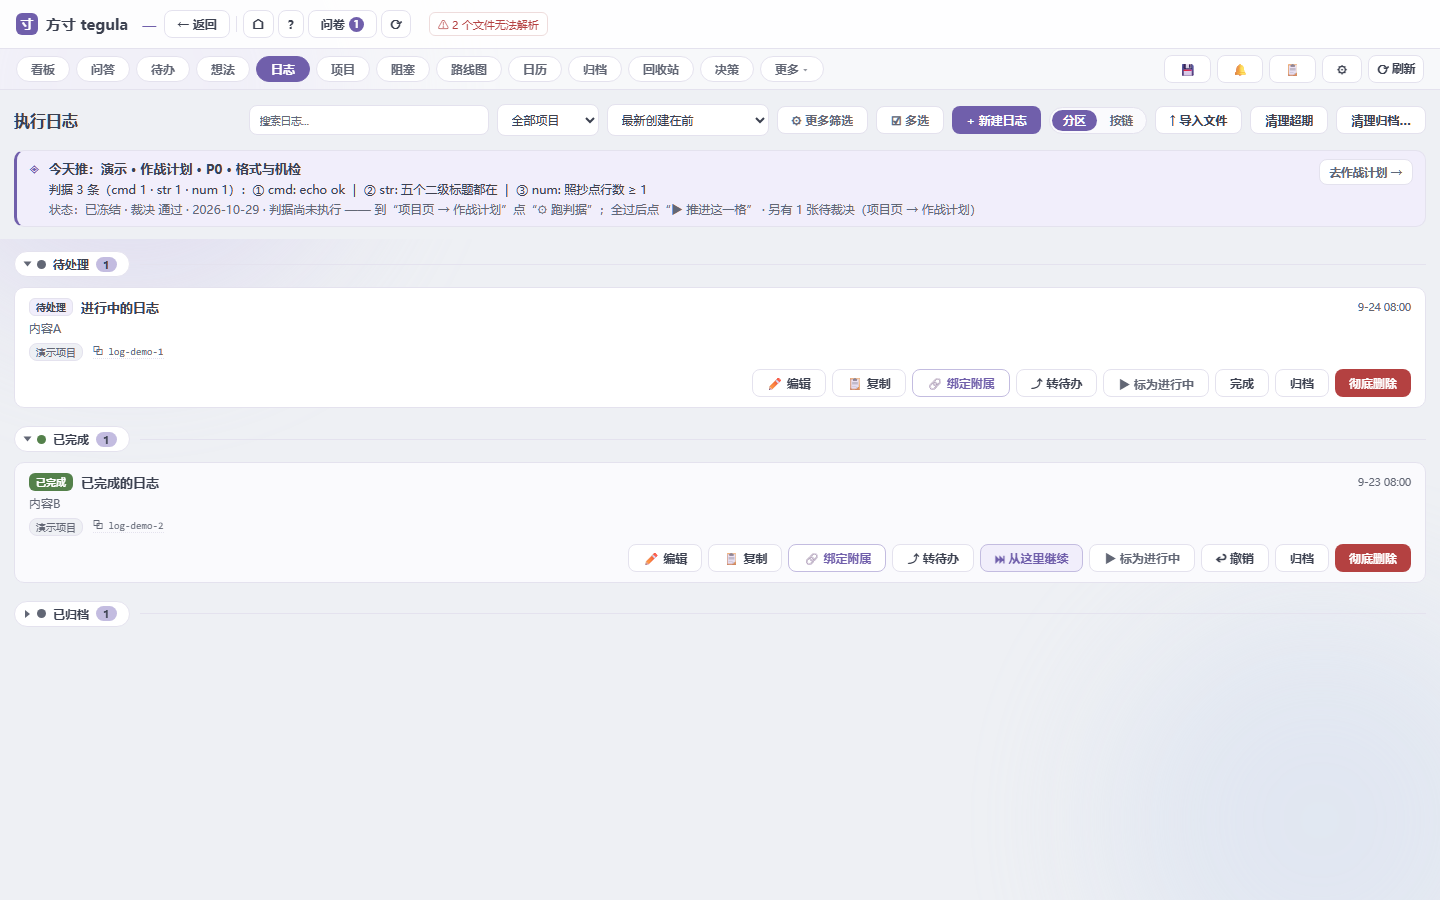 寸 方寸 tegula — ← 返回 ? 问卷 1 ⟳ ⚠ 2 个文件无法解析
看板 问答 待办 想法 日志 项目 阻塞 路线图 日历 归档 回收站 决策 更多 ⟳ 刷新
执行日志 搜索日志... 全部项目 最新创建在前 ⚙ 更多筛选 ☑ 多选 + 新建日志 分区 按链 ↑ 导入文件 清理超期 清理归档...
◈ 今天推：演示 • 作战计划 • P0 • 格式与机检 去作战计划 →
判据 3 条（cmd 1 · str 1 · num 1）: ① cmd: echo ok | ② str: 五个二级标题都在 | ③ num: 照抄点行数 ≥ 1
状态：已冻结 · 裁决 通过 · 2026-10-29 · 判据尚未执行 —— 到“项目页 → 作战计划”点“⚙ 跑判据”；全过后点“▶ 推进这一格” · 另有 1 张待裁决（项目页 → 作战计划）
▼ ● 待处理 1
待处理 进行中的日志 9-24 08:00
内容A
演示项目 log-demo-1
编辑 复制 绑定附属 ⤴ 转待办 ▶ 标为进行中 完成 归档 彻底删除
▼ ● 已完成 1
已完成 已完成的日志 9-23 08:00
内容B
演示项目 log-demo-2
编辑 复制 绑定附属 ⤴ 转待办 ⏭ 从这里继续 ▶ 标为进行中 ↩ 撤销 归档 彻底删除
▶ ● 已归档 1